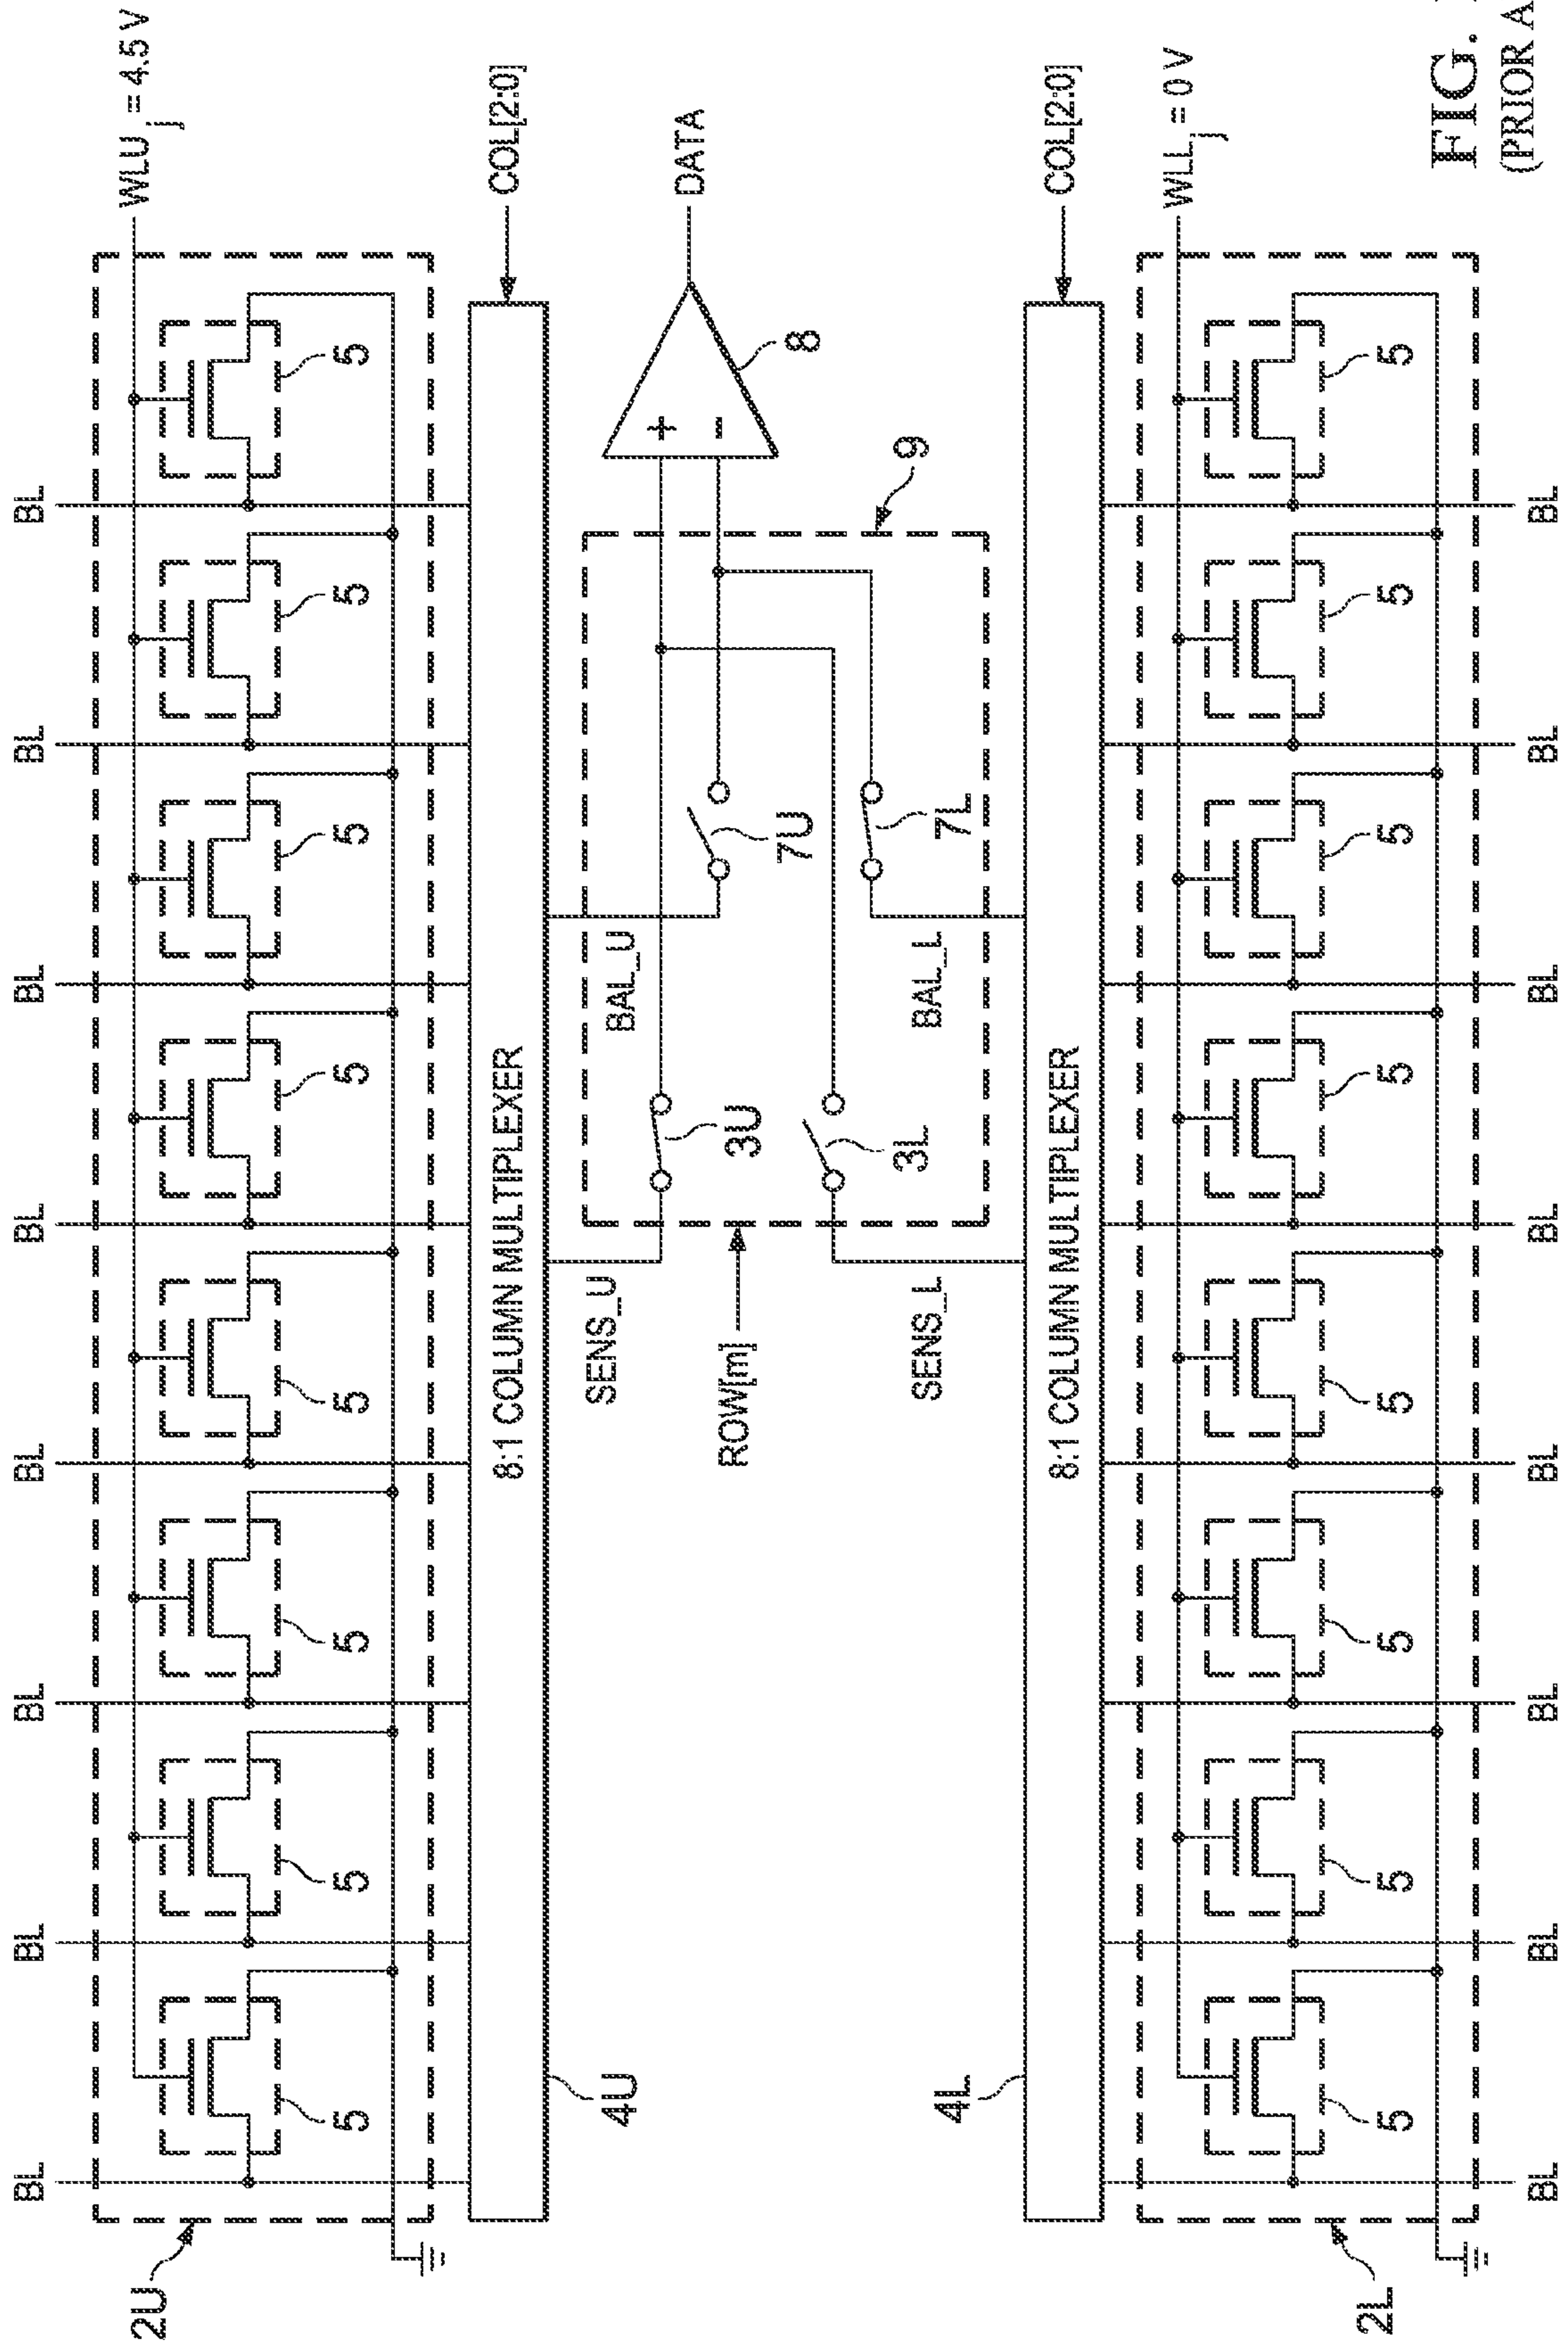 BL BL BL BL BL BL BL BL
WLU j = 4.5 V
2U
5 5 5 5 5 5 5 5
8:1 COLUMN MULTIPLEXER
COL[2:0]
4U
SENS_U
BAL_U
3U
7U
9
8
+
-
DATA
ROW[m]
3L
7L
SENS_L
BAL_L
4L
8:1 COLUMN MULTIPLEXER
COL[2:0]
WLL j = 0 V
5 5 5 5 5 5 5 5
2L
BL BL BL BL BL BL BL BL
FIG.
(PRIOR A